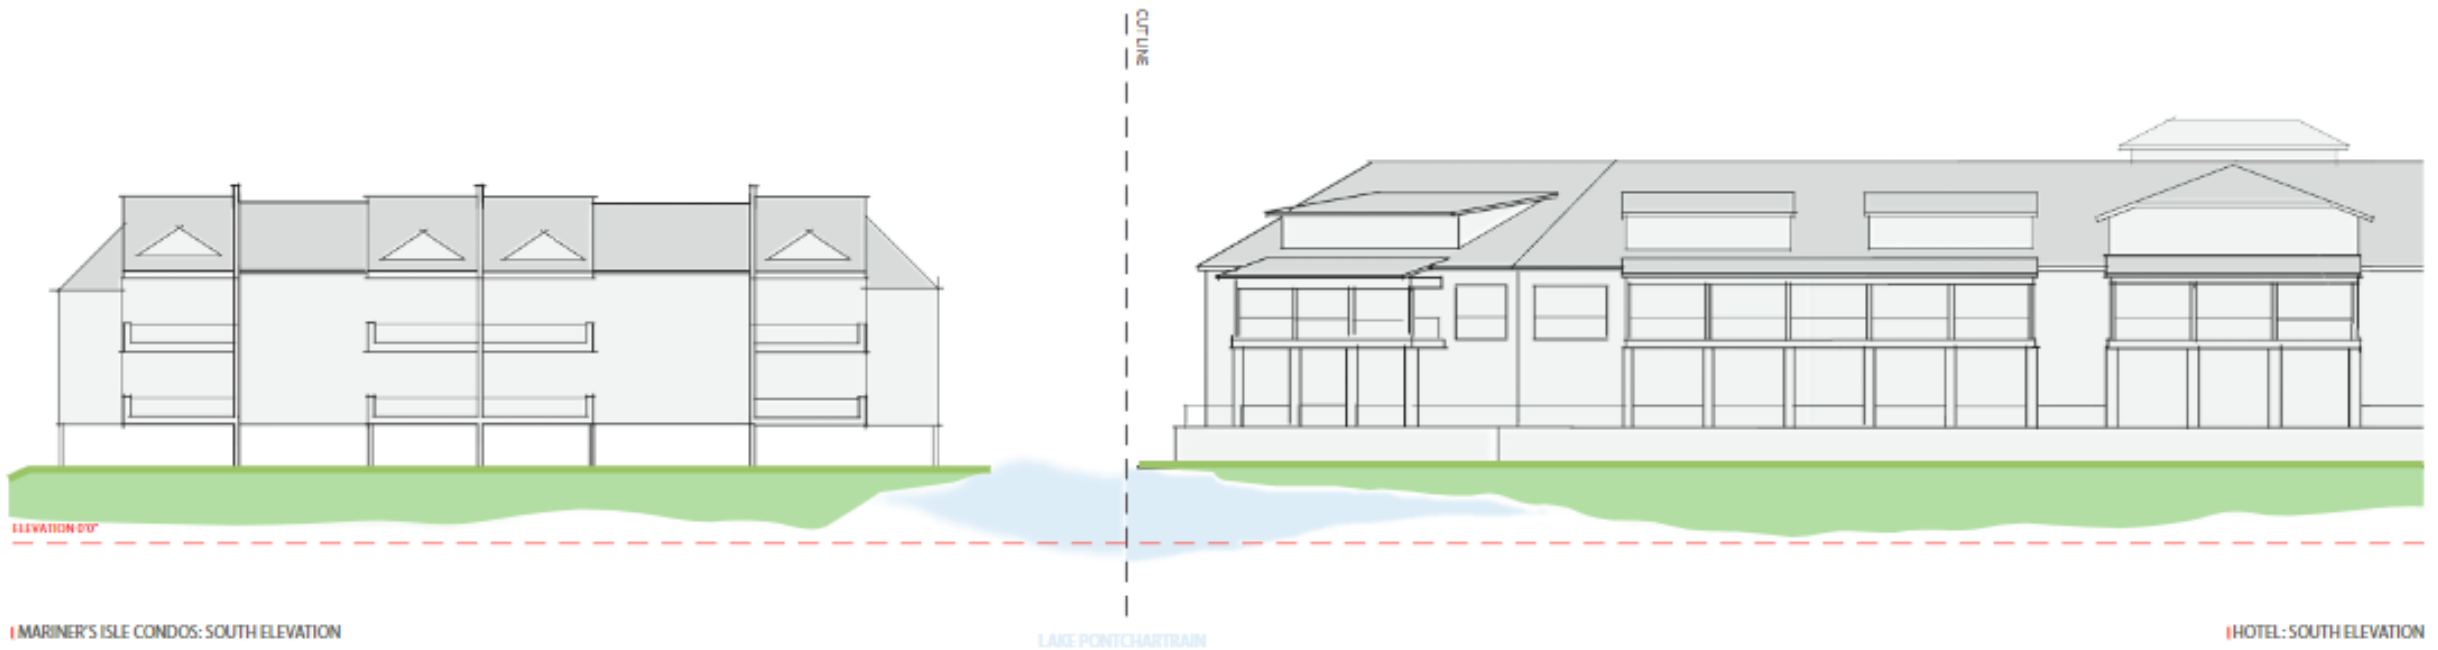 CUT LINE
ELEVATION 0'0"
MARINER'S ISLE CONDOS: SOUTH ELEVATION
LAKE PONTCHARTRAIN
HOTEL: SOUTH ELEVATION